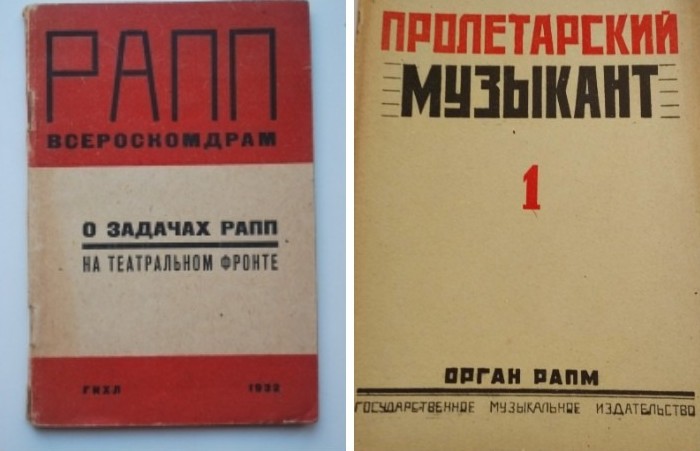 РАПП
ВСЕРОСКОМДРАМ
О ЗАДАЧАХ РАПП
НА ТЕАТРАЛЬНОМ ФРОНТЕ
ГИХЛ 1932
ПРОЛЕТАРСКИЙ
МУЗЫКАНТ
1
ОРГАН РАПМ
ГОСУДАРСТВЕННОЕ МУЗЫКАЛЬНОЕ ИЗДАТЕЛЬСТВО